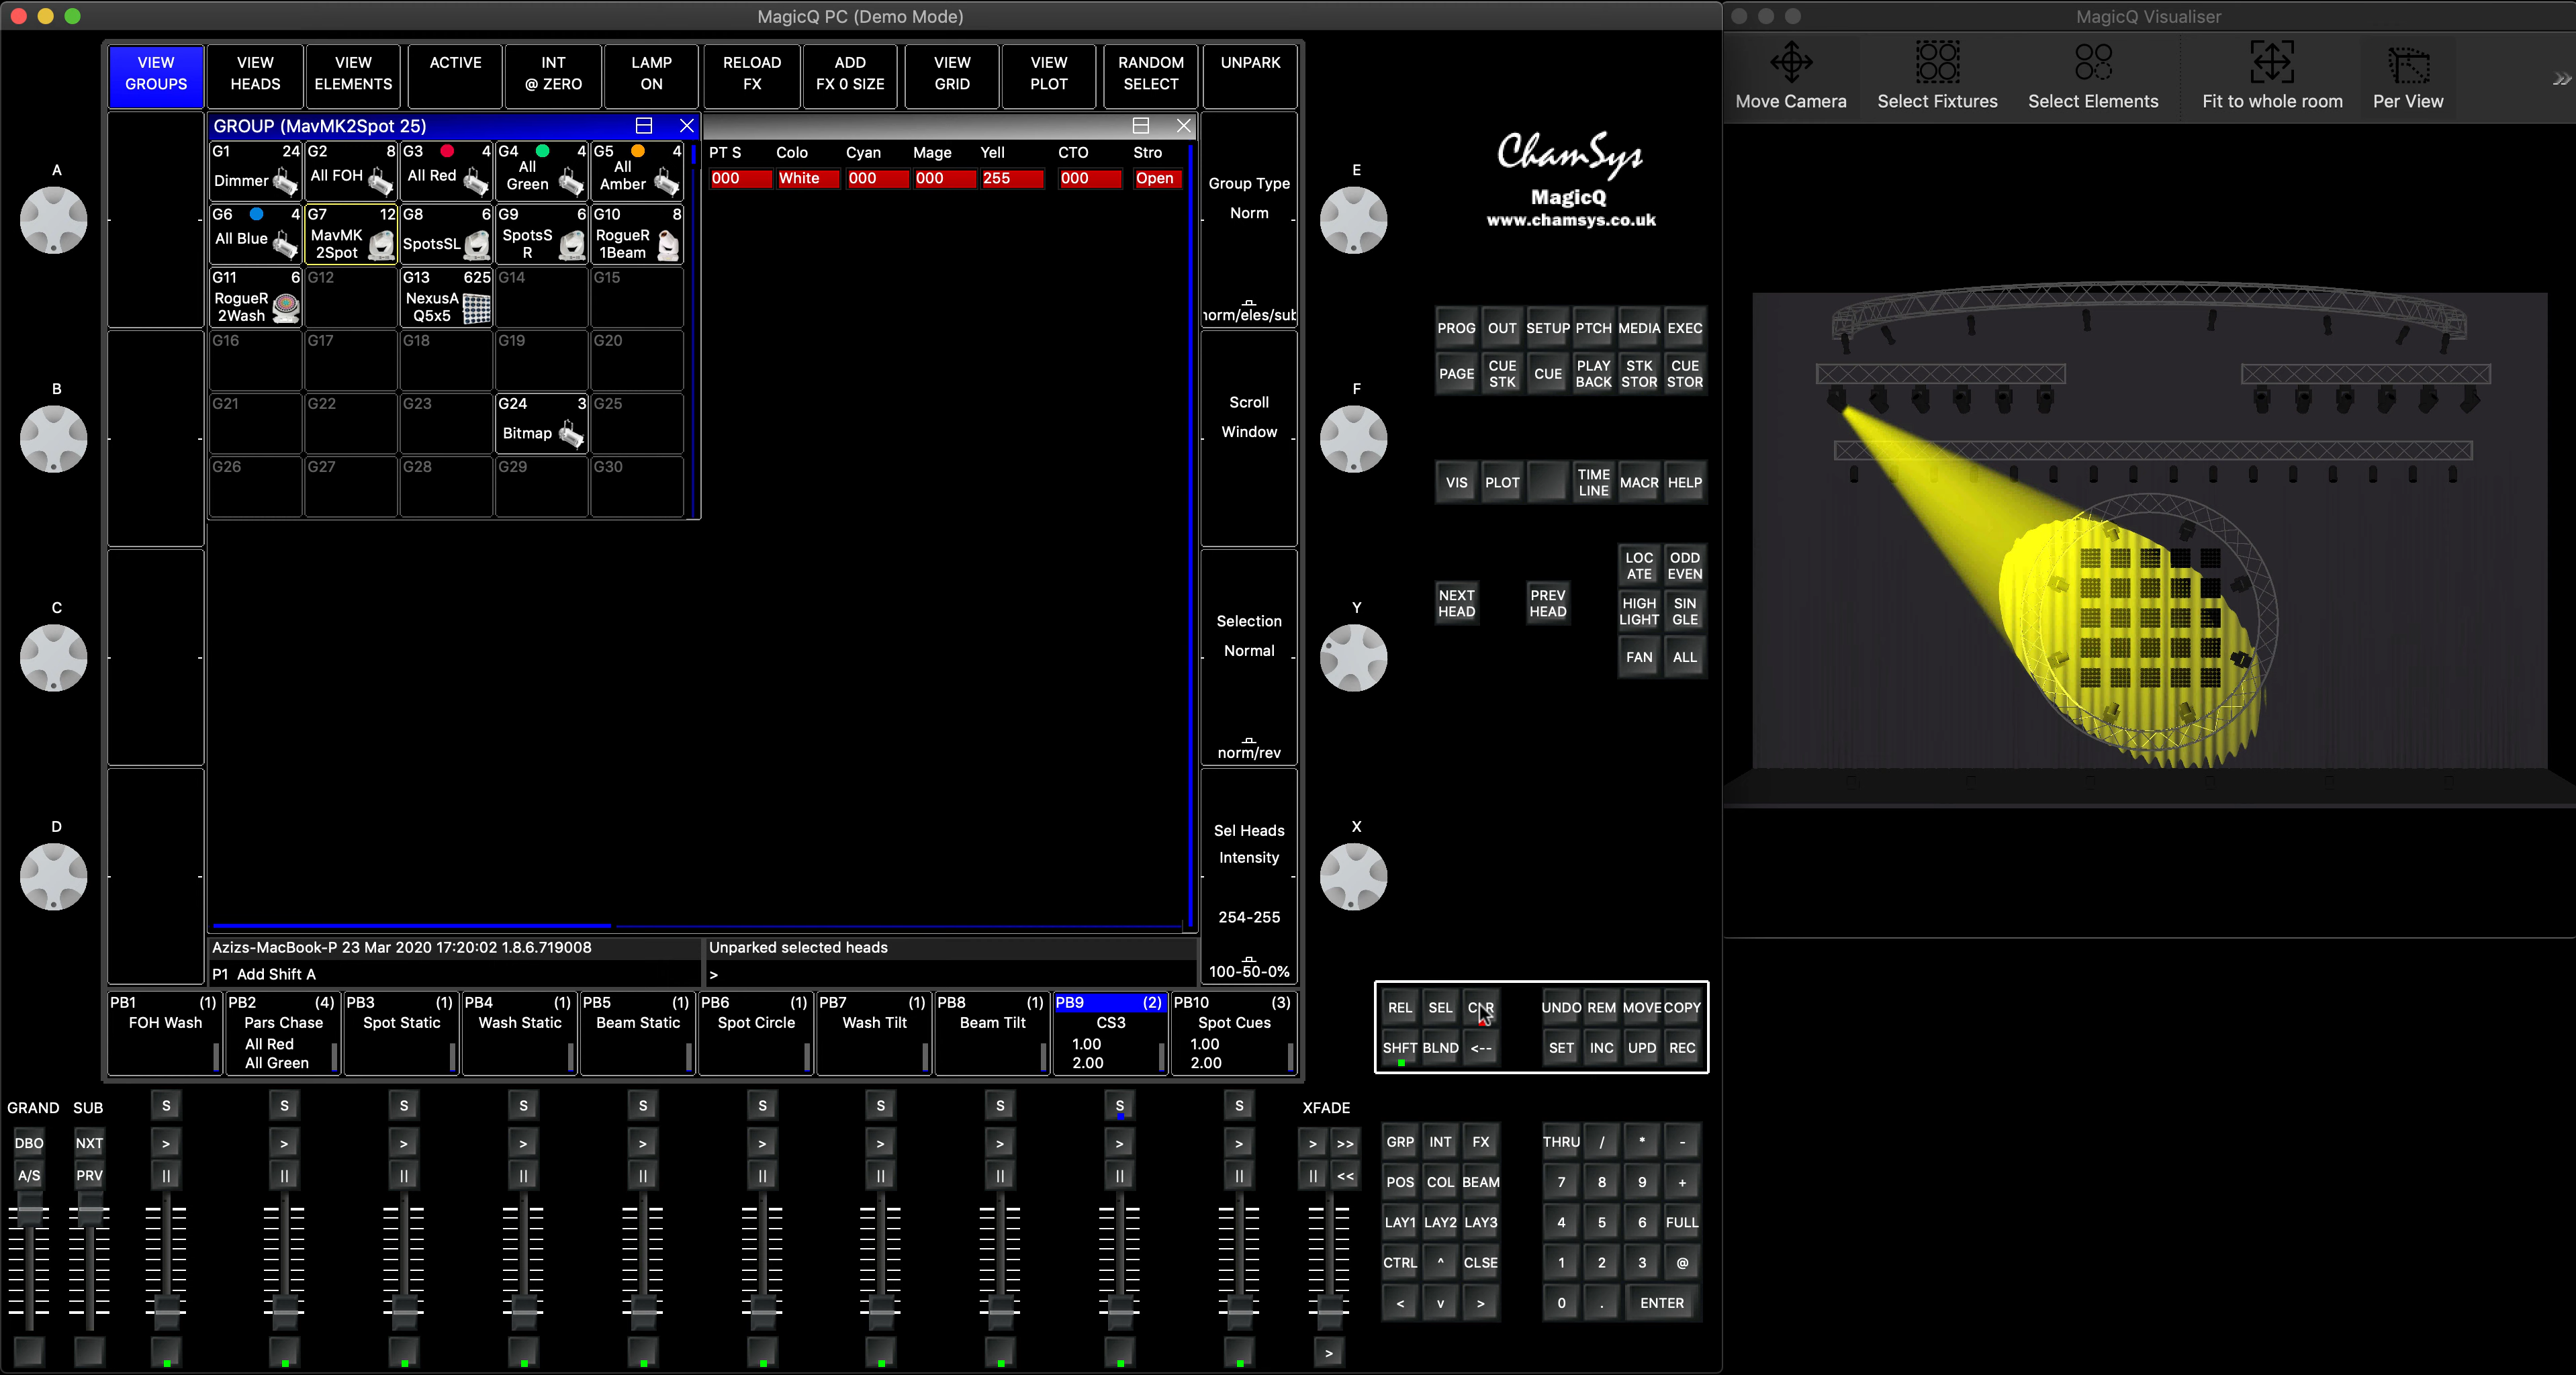 MagicQ PC (Demo Mode)
MagicQ Visualiser
VIEW GROUPS
VIEW HEADS
VIEW ELEMENTS
ACTIVE
INT @ ZERO
LAMP ON
RELOAD FX
ADD FX 0 SIZE
VIEW GRID
VIEW PLOT
RANDOM SELECT
UNPARK
Move Camera
Select Fixtures
Select Elements
Fit to whole room
Per View
»
GROUP (MavMK2Spot 25)
G1 24 Dimmer
G2 8 All FOH
G3 4 All Red
G4 4 All Green
G5 4 All Amber
G6 4 All Blue
G7 12 MavMK 2Spot
G8 6 SpotsSL
G9 6 SpotsS R
G10 8 RogueR 1Beam
G11 6 RogueR 2Wash
G12
G13 625 NexusA Q5x5
G14
G15
G16 G17 G18 G19 G20
G21 G22 G23
G24 3 Bitmap
G25
G26 G27 G28 G29 G30
PT S Colo Cyan Mage Yell CTO Stro
000 White 000 000 255 000 Open
Group Type
Norm
norm/eles/sub
Scroll
Window
Selection
Normal
norm/rev
Sel Heads
Intensity
254-255
100-50-0%
A
B
C
D
E
F
Y
X
ChamSys
MagicQ
www.chamsys.co.uk
PROG OUT SETUP PTCH MEDIA EXEC
PAGE CUE STK CUE PLAY BACK STK STOR CUE STOR
VIS PLOT TIME LINE MACR HELP
LOC ATE ODD EVEN
NEXT HEAD PREV HEAD HIGH LIGHT SIN GLE
FAN ALL
Azizs-MacBook-P 23 Mar 2020 17:20:02 1.8.6.719008
Unparked selected heads
P1 Add Shift A
>
PB1 (1) FOH Wash
PB2 (4) Pars Chase
All Red
All Green
PB3 (1) Spot Static
PB4 (1) Wash Static
PB5 (1) Beam Static
PB6 (1) Spot Circle
PB7 (1) Wash Tilt
PB8 (1) Beam Tilt
PB9 (2) CS3
1.00
2.00
PB10 (3) Spot Cues
1.00
2.00
REL SEL CLR UNDO REM MOVE COPY
SHFT BLND <-- SET INC UPD REC
GRAND SUB
S S S S S S S S S S
XFADE
DBO NXT > > > > > > > > > > > >>
A/S PRV || || || || || || || || || || || <<
>
GRP INT FX THRU / * -
POS COL BEAM 7 8 9 +
LAY1 LAY2 LAY3 4 5 6 FULL
CTRL ^ CLSE 1 2 3 @
< v > 0 . ENTER